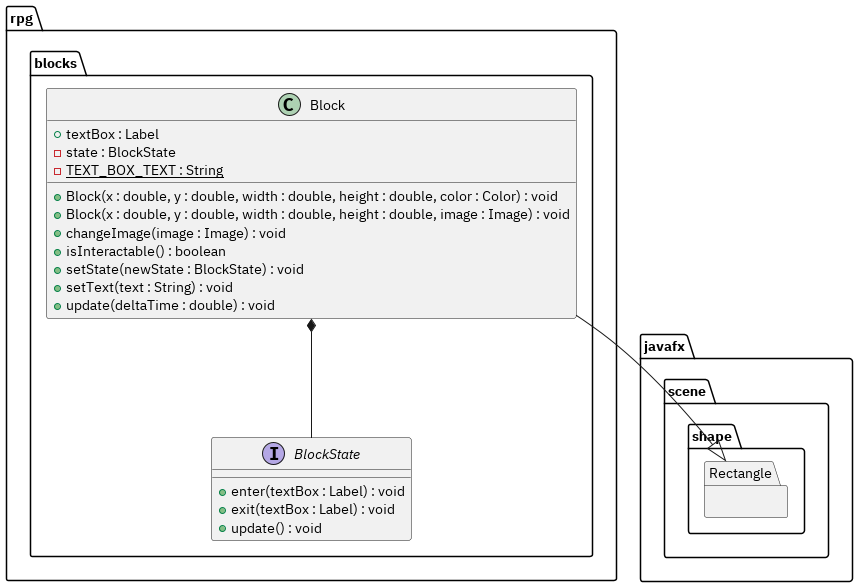 rpg
blocks
C Block
textBox : Label
state : BlockState
TEXT_BOX_TEXT : String
Block(x : double, y : double, width : double, height : double, color : Color) : void
Block(x : double, y : double, width : double, height : double, image : Image) : void
changeImage(image : Image) : void
isInteractable() : boolean
setState(newState : BlockState) : void
setText(text : String) : void
update(deltaTime : double) : void
javafx
scene
shape
Rectangle
I BlockState
enter(textBox : Label) : void
exit(textBox : Label) : void
update() : void